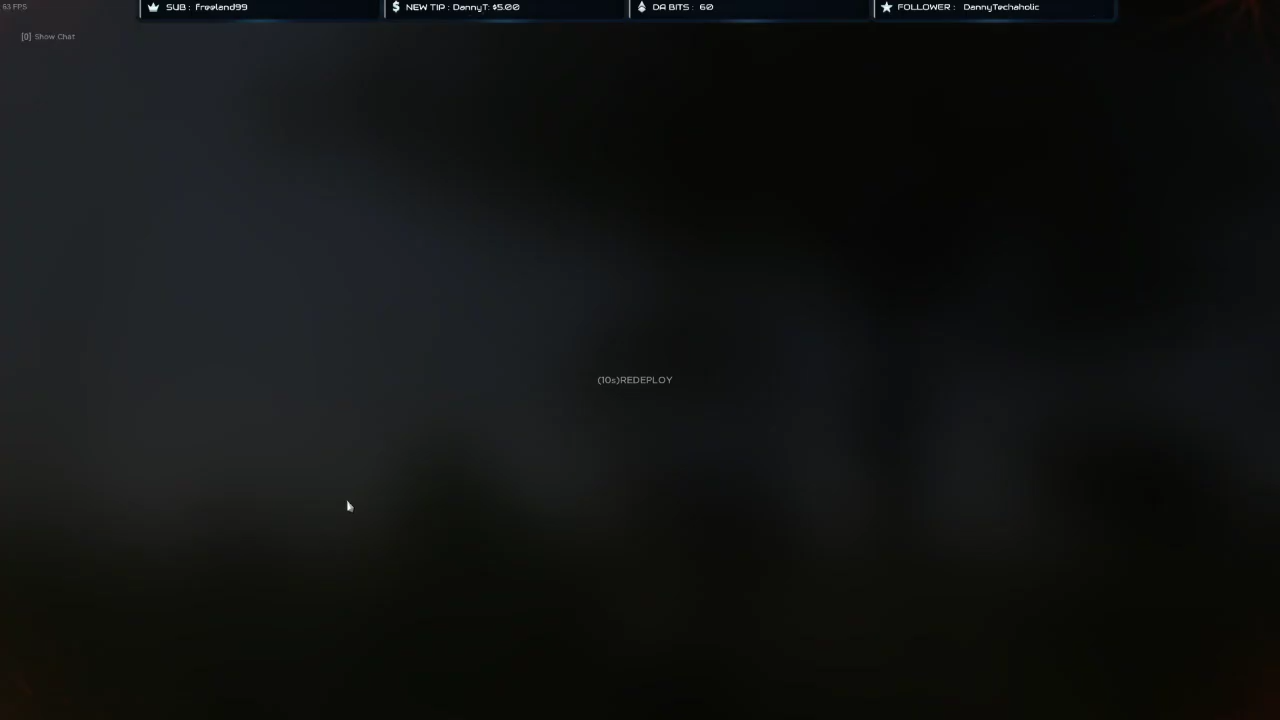 63 FPS
SUB : Freeland99
NEW TIP : DannyT: $5.00
DA BITS : 60
FOLLOWER : DannyTechaholic
[0] Show Chat
(10s)REDEPLOY